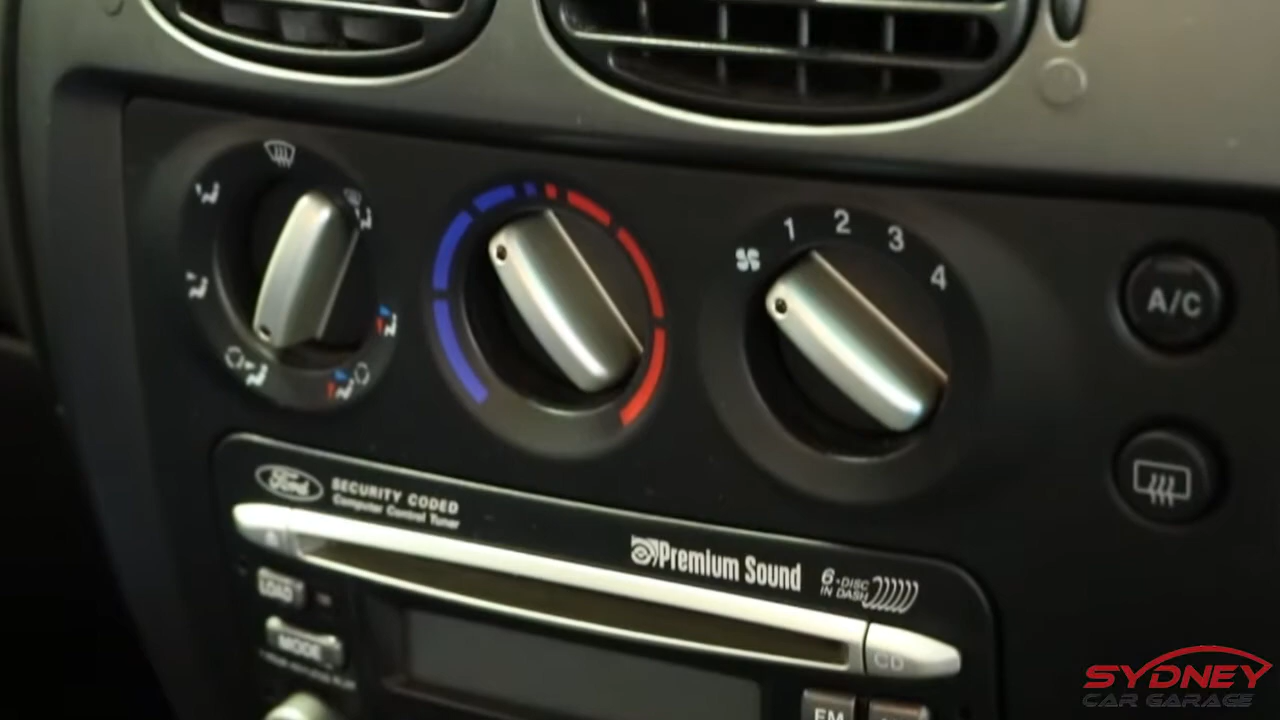 1 2 3 4
A/C
Ford
SECURITY CODED
Computer Control Tuner
Premium Sound
6-DISC
IN DASH
LOAD
MODE
CD
FM
SYDNEY
CAR GARAGE